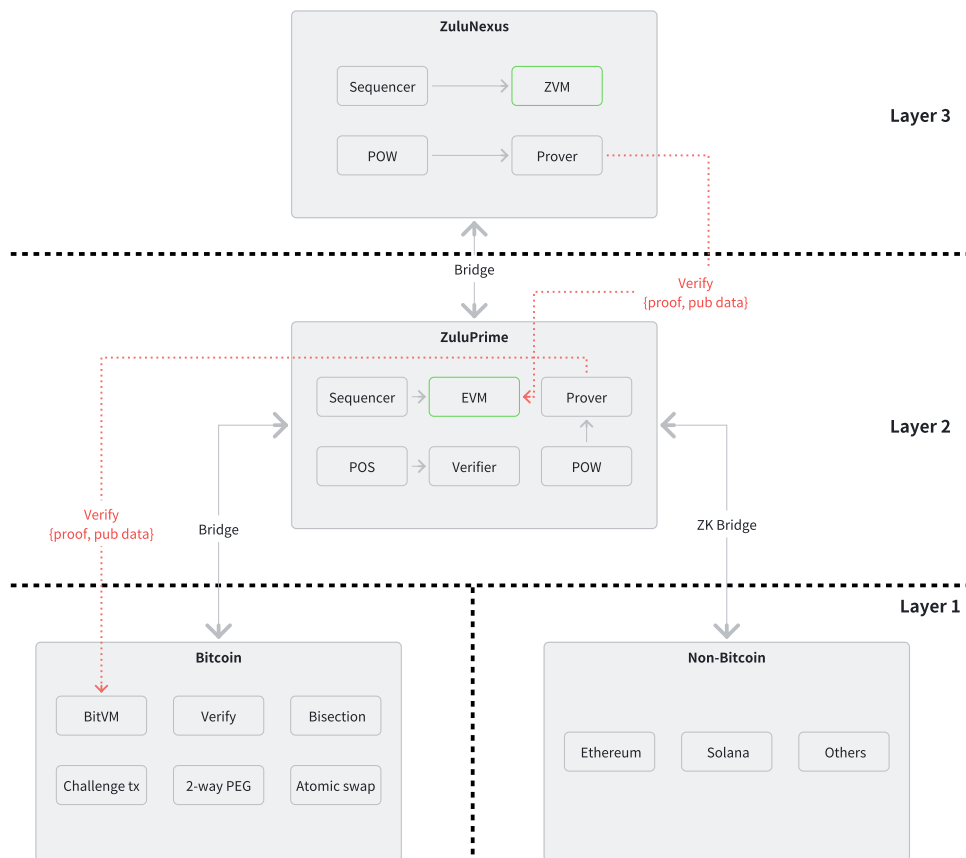 ZuluNexus
Sequencer
ZVM
Layer 3
POW
Prover
Bridge
Verify
{proof, pub data}
ZuluPrime
Sequencer
EVM
Prover
Layer 2
POS
Verifier
POW
Verify
{proof, pub data}
Bridge
ZK Bridge
Layer 1
Bitcoin
Non-Bitcoin
BitVM
Verify
Bisection
Ethereum
Solana
Others
Challenge tx
2-way PEG
Atomic swap